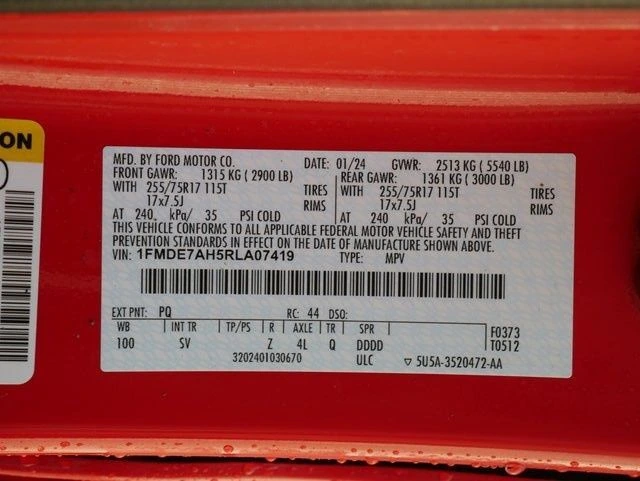 ON
MFD. BY FORD MOTOR CO. DATE: 01/24 GVWR: 2513 KG ( 5540 LB)
FRONT GAWR: 1315 KG ( 2900 LB) REAR GAWR: 1361 KG ( 3000 LB)
WITH 255/75R17 115T TIRES WITH 255/75R17 115T TIRES
17x7.5J RIMS 17x7.5J RIMS
AT 240 kPa/ 35 PSI COLD AT 240 kPa/ 35 PSI COLD
THIS VEHICLE CONFORMS TO ALL APPLICABLE FEDERAL MOTOR VEHICLE SAFETY AND THEFT
PREVENTION STANDARDS IN EFFECT ON THE DATE OF MANUFACTURE SHOWN ABOVE.
VIN: 1FMDE7AH5RLA07419 TYPE: MPV
EXT PNT: PQ RC: 44 DSO:
WB INT TR TP/PS R AXLE TR SPR F0373
100 SV Z 4L Q DDDD T0512
3202401030670 ULC ▽ 5U5A-3520472-AA